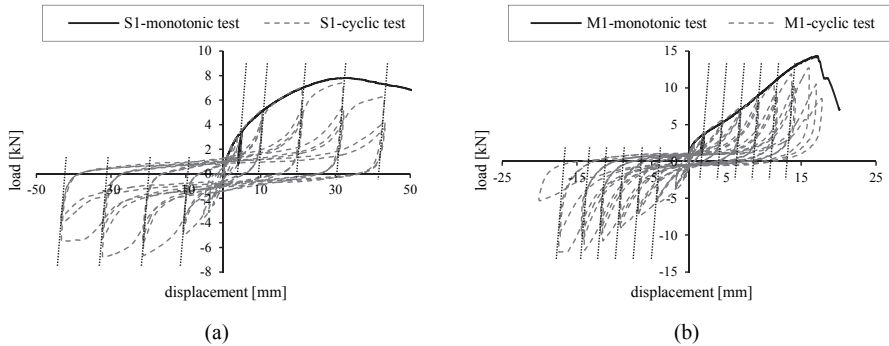 S1-monotonic test S1-cyclic test
10
8
6
4
2
0
-2
-4
-6
-8
-50 -30 -10 10 30 50
load [kN]
displacement [mm]
(a)
M1-monotonic test M1-cyclic test
15
10
5
0
-5
-10
-15
-25 -15 -5 5 15 25
load [kN]
displacement [mm]
(b)